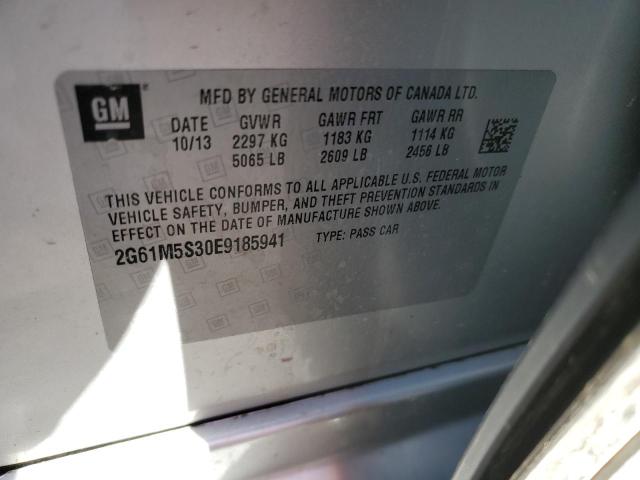 GM
MFD BY GENERAL MOTORS OF CANADA LTD.
DATE GVWR GAWR FRT GAWR RR
10/13 2297 KG 1183 KG 1114 KG
5065 LB 2609 LB 2456 LB
THIS VEHICLE CONFORMS TO ALL APPLICABLE U.S. FEDERAL MOTOR
VEHICLE SAFETY, BUMPER, AND THEFT PREVENTION STANDARDS IN
EFFECT ON THE DATE OF MANUFACTURE SHOWN ABOVE.
2G61M5S30E9185941 TYPE: PASS CAR